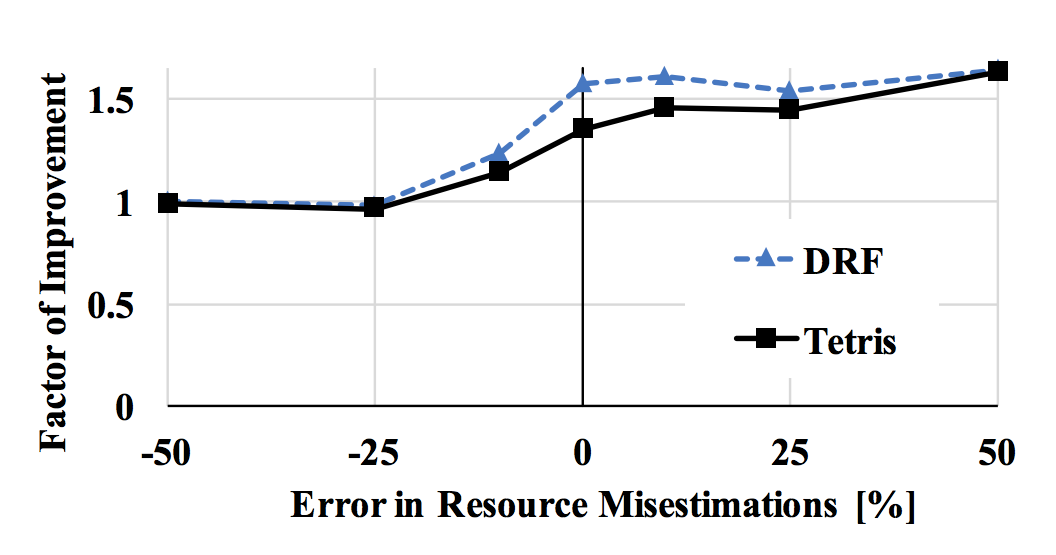 Factor of Improvement
1.5
1
0.5
0
DRF
Tetris
-50
-25
0
25
50
Error in Resource Misestimations [%]